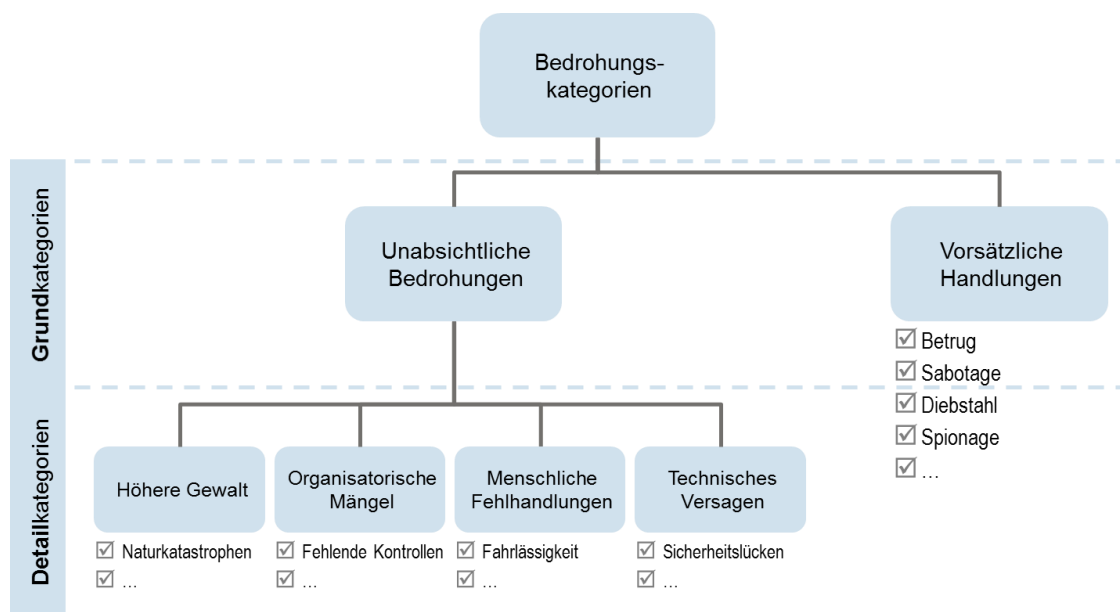 Bedrohungs-
kategorien
Grundkategorien
Unabsichtliche
Bedrohungen
Vorsätzliche
Handlungen
Betrug
Sabotage
Diebstahl
Spionage
…
Detailkategorien
Höhere Gewalt
Naturkatastrophen
…
Organisatorische
Mängel
Fehlende Kontrollen
…
Menschliche
Fehlhandlungen
Fahrlässigkeit
…
Technisches
Versagen
Sicherheitslücken
…